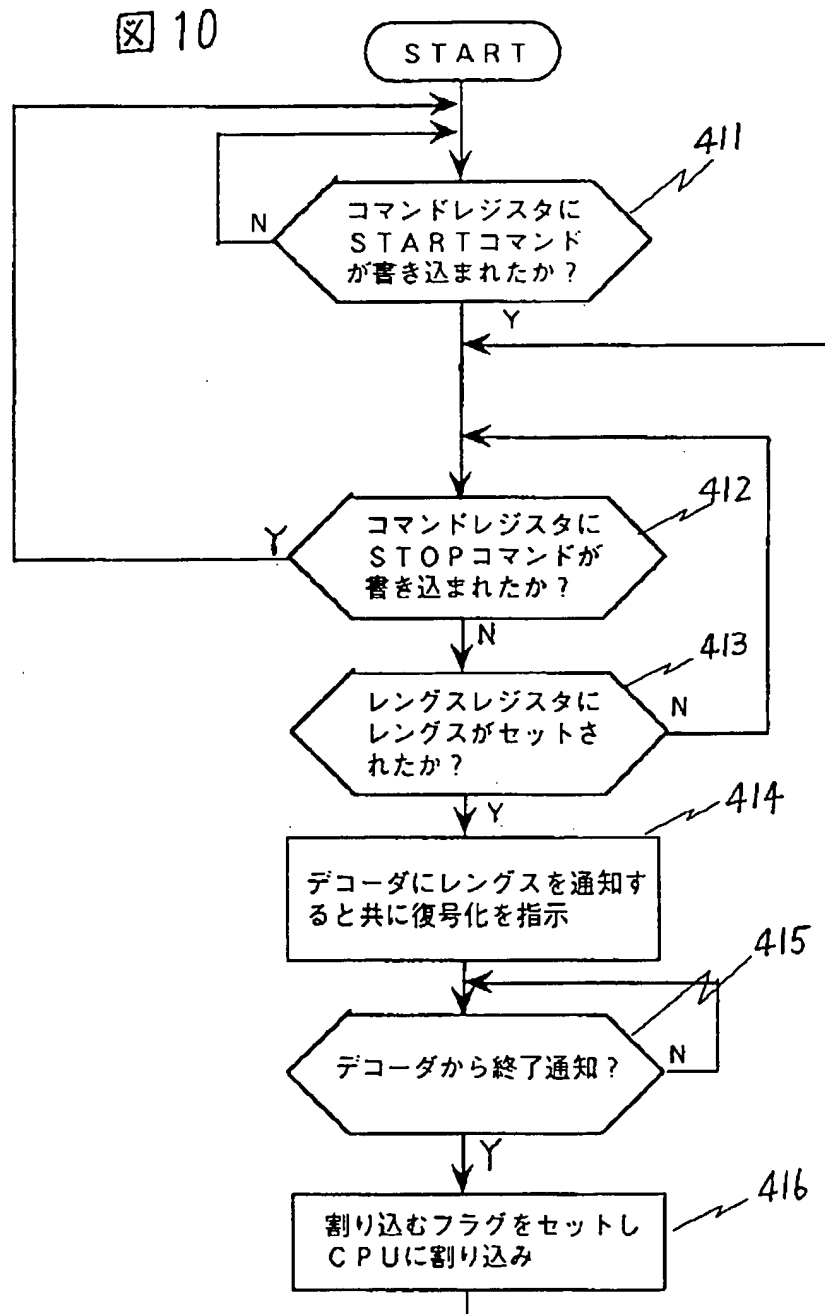 図 10
START
411
コマンドレジスタに
STARTコマンド
が書き込まれたか？
N
Y
412
コマンドレジスタに
STOPコマンドが
書き込まれたか？
Y
N
413
レングスレジスタに
レングスがセットさ
れたか？
N
Y
414
デコーダにレングスを通知す
ると共に復号化を指示
415
デコーダから終了通知？
N
Y
416
割り込むフラグをセットし
CPUに割り込み